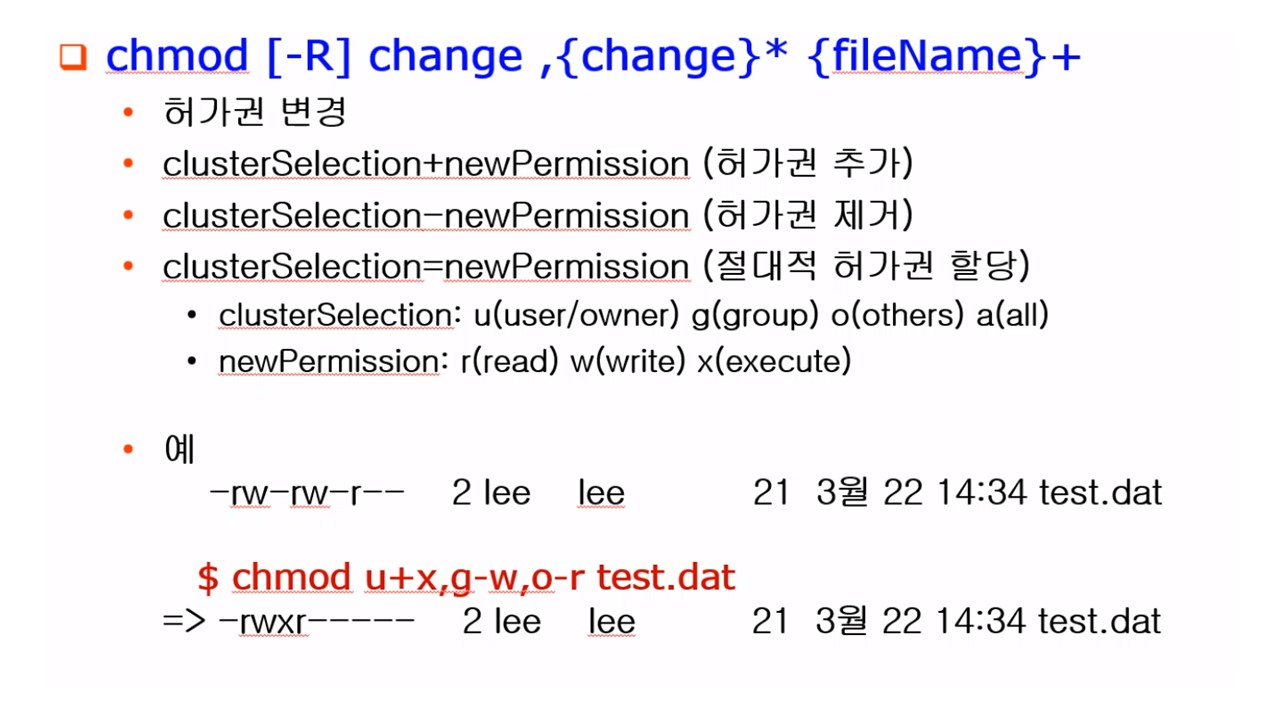 chmod [-R] change ,{change}* {fileName}+
• 허가권 변경
• clusterSelection+newPermission (허가권 추가)
• clusterSelection-newPermission (허가권 제거)
• clusterSelection=newPermission (절대적 허가권 할당)
• clusterSelection: u(user/owner) g(group) o(others) a(all)
• newPermission: r(read) w(write) x(execute)
• 예
-rw-rw-r-- 2 lee lee 21 3월 22 14:34 test.dat
$ chmod u+x,g-w,o-r test.dat
=> -rwxr----- 2 lee lee 21 3월 22 14:34 test.dat